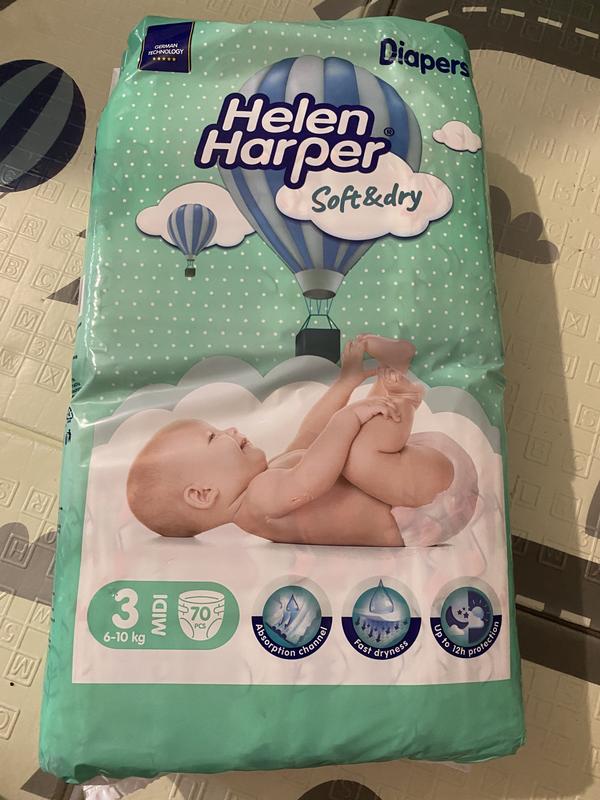 GERMAN
TECHNOLOGY
Diapers
Helen
Harper®
Soft&dry
3
6-10 kg
MIDI
70
PCS
Absorption channel
Fast dryness
Up to 12h protection